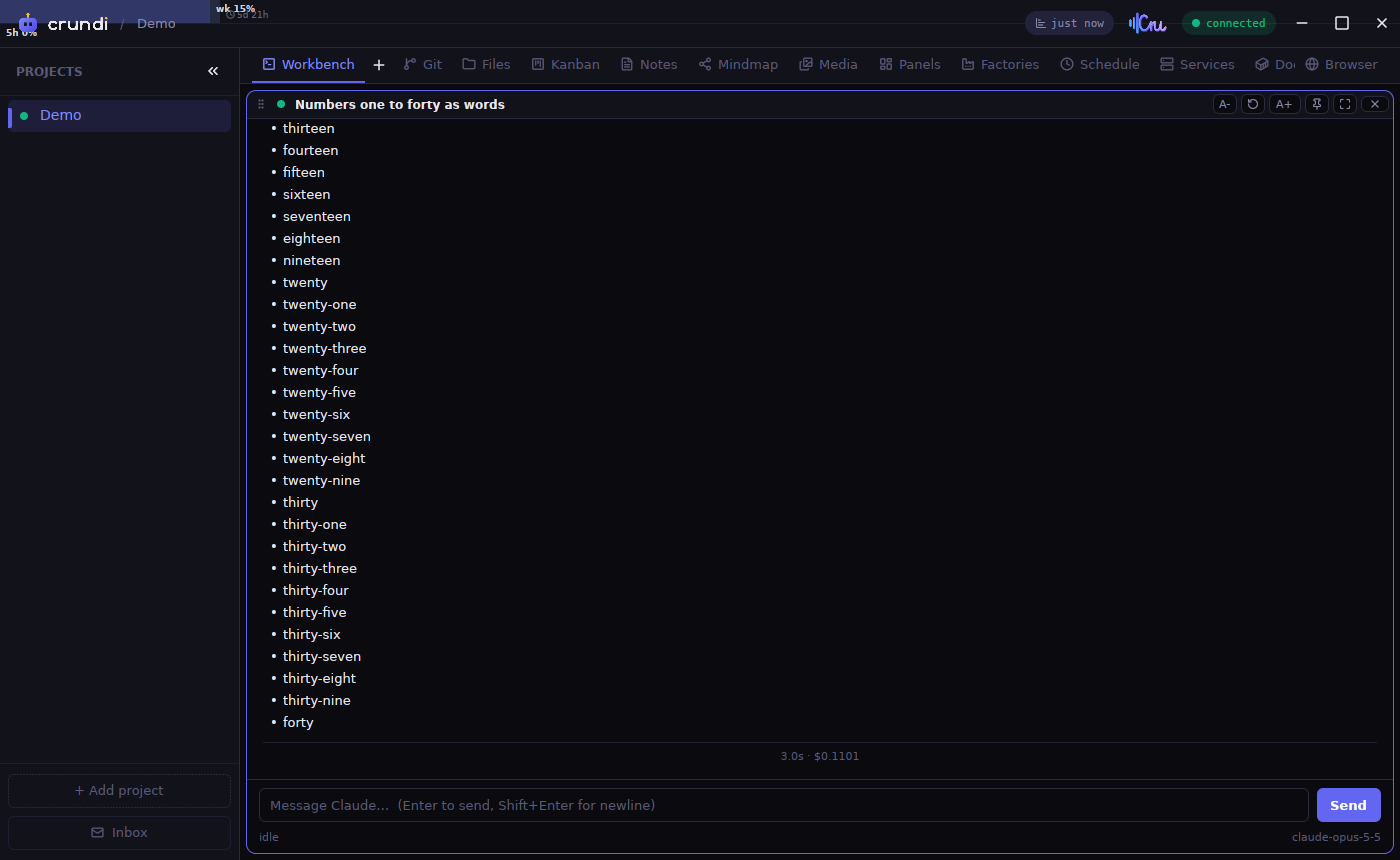 wk 15%
5d 21h
5h 0%
crundi / Demo
just now
Cru
connected
PROJECTS
Workbench
Git
Files
Kanban
Notes
Mindmap
Media
Panels
Factories
Schedule
Services
Do
Browser
Demo
Numbers one to forty as words
A-
A+
• thirteen
• fourteen
• fifteen
• sixteen
• seventeen
• eighteen
• nineteen
• twenty
• twenty-one
• twenty-two
• twenty-three
• twenty-four
• twenty-five
• twenty-six
• twenty-seven
• twenty-eight
• twenty-nine
• thirty
• thirty-one
• thirty-two
• thirty-three
• thirty-four
• thirty-five
• thirty-six
• thirty-seven
• thirty-eight
• thirty-nine
• forty
3.0s · $0.1101
+ Add project
Inbox
Message Claude... (Enter to send, Shift+Enter for newline)
Send
idle
claude-opus-5-5